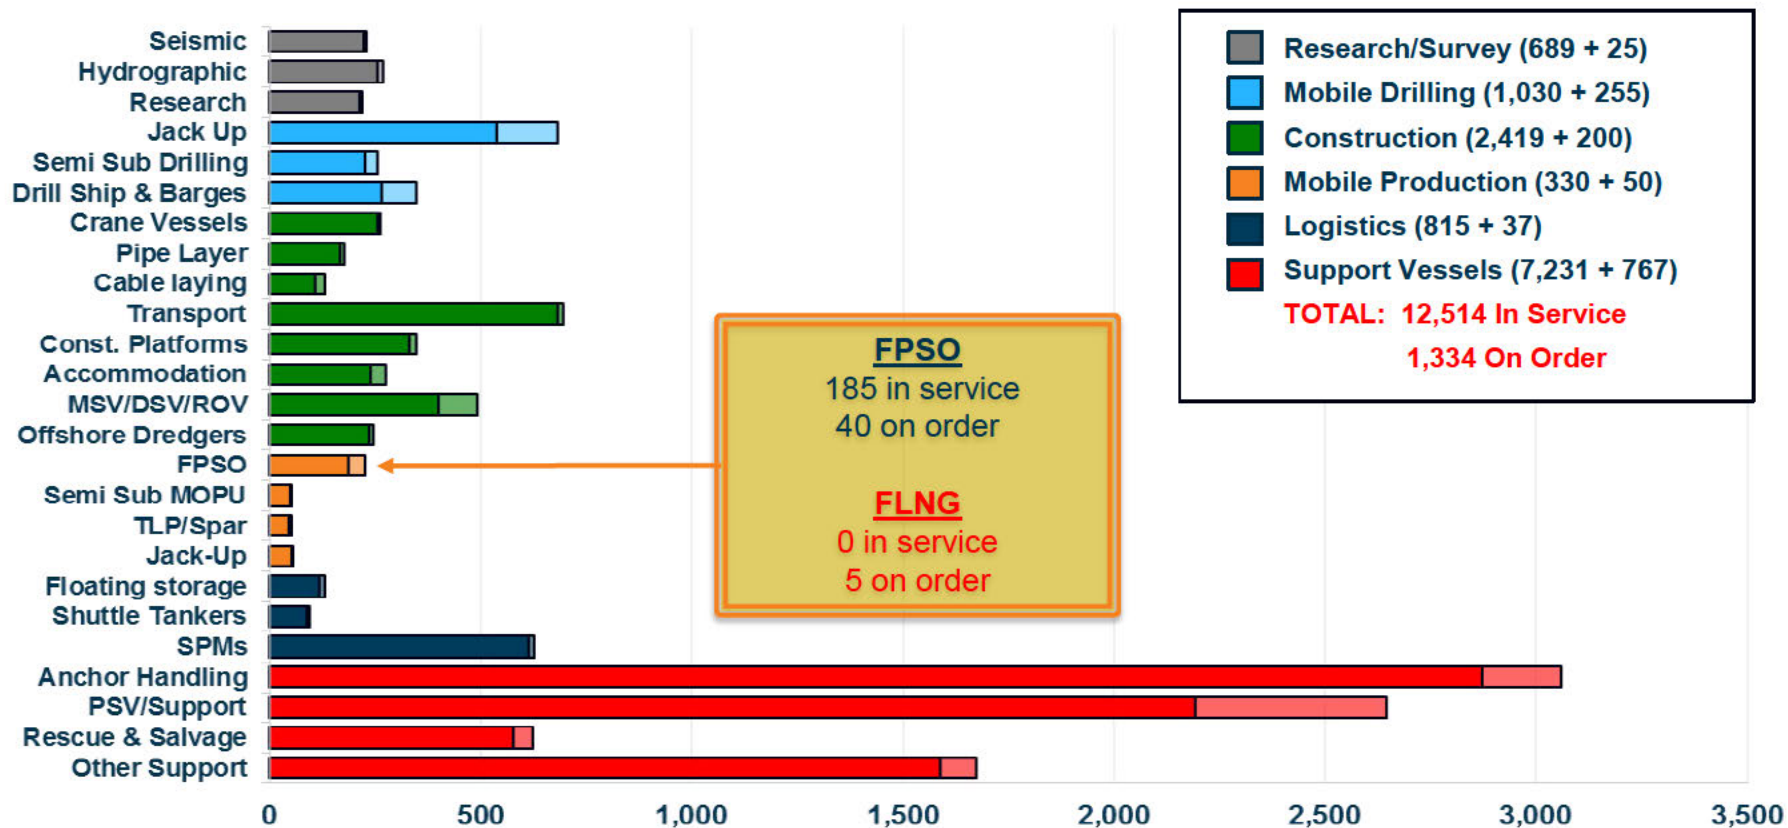 Seismic
Hydrographic
Research
Jack Up
Semi Sub Drilling
Drill Ship & Barges
Crane Vessels
Pipe Layer
Cable laying
Transport
Const. Platforms
Accommodation
MSV/DSV/ROV
Offshore Dredgers
FPSO
Semi Sub MOPU
TLP/Spar
Jack-Up
Floating storage
Shuttle Tankers
SPMs
Anchor Handling
PSV/Support
Rescue & Salvage
Other Support
0 500 1,000 1,500 2,000 2,500 3,000 3,500
FPSO
185 in service
40 on order
FLNG
0 in service
5 on order
Research/Survey (689 + 25)
Mobile Drilling (1,030 + 255)
Construction (2,419 + 200)
Mobile Production (330 + 50)
Logistics (815 + 37)
Support Vessels (7,231 + 767)
TOTAL: 12,514 In Service
1,334 On Order